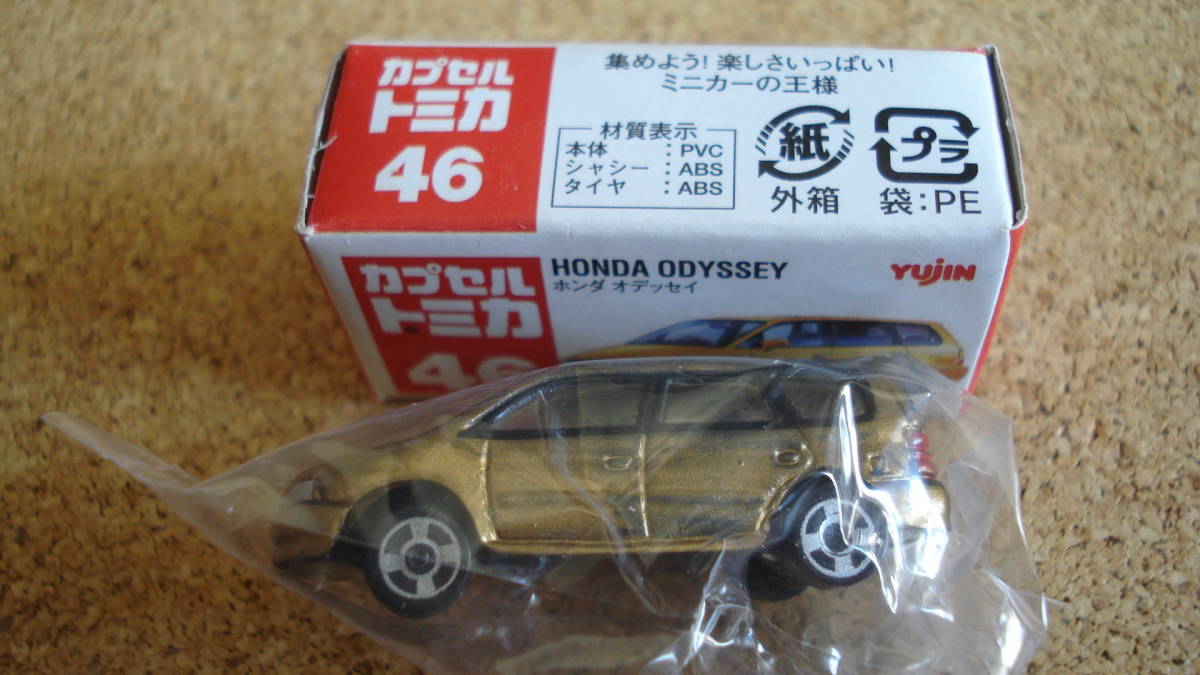 カプセル
トミカ
46
集めよう! 楽しさいっぱい!
ミニカーの王様
材質表示
本体 : PVC
シャシー : ABS
タイヤ : ABS
紙
外箱
プラ
袋:PE
カプセル
トミカ
46
HONDA ODYSSEY
ホンダ オデッセイ
YUJIN